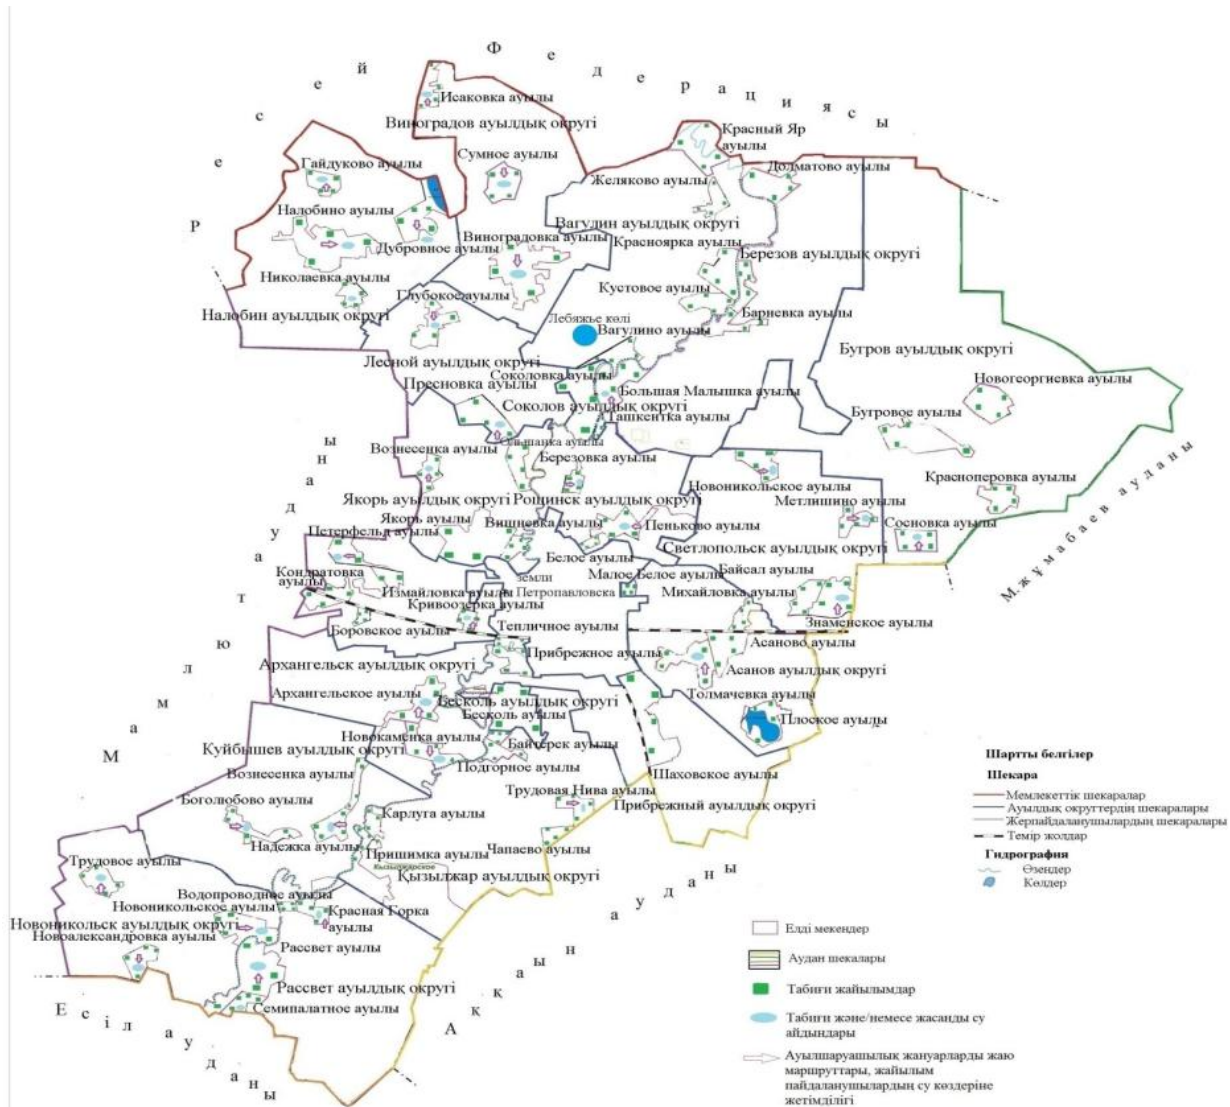 Ресей Федерациясы
Исаковка ауылы
Виноградов ауылдық округі
Красный Яр
ауылы
Гайдуково ауылы
Сумное ауылы
Долматово ауылы
Желяково ауылы
Налобино ауылы
Вагулин ауылдық округі
Виноградовка ауылы
Красноярка ауылы
Дубровное ауылы
Березов ауылдық округі
Николаевка ауылы
Глубокое ауылы
Кустовое ауылы
Налобин ауылдық округі
Лебяжье көлі
Барневка ауылы
Вагулино ауылы
Бугров ауылдық округі
Лесной ауылдық округі
Соколовка ауылы
Новогеоргиевка ауылы
Пресновка ауылы
Большая Малышка ауылы
Соколов ауылдық округі
Бугровое ауылы
Ташкентка ауылы
Ольшанка ауылы
Вознесенка ауылы
Березовка ауылы
Красноперовка ауылы
Новоникольское ауылы
Якорь ауылдық округі
Рощинск ауылдық округі
Метлишино ауылы
Якорь ауылы
Вишневка ауылы
Пеньково ауылы
Сосновка ауылы
Петерфельд ауылы
Светлопольск ауылдық округі
Белое ауылы
Байсал ауылы
Кондратовка
ауылы
земли
Петропавловска
Малое Белое ауылы
Измайловка ауылы
Михайловка ауылы
М.жұмабаев ауданы
Кривоозерка ауылы
Знаменское ауылы
Боровское ауылы
Тепличное ауылы
Асаново ауылы
Прибрежное ауылы
Архангельск ауылдық округі
Асанов ауылдық округі
Архангельское ауылы
Бесколь ауылдық округі
Толмачевка ауылы
Бесколь ауылы
Плоское ауылы
Новокаменка ауылы
Байтерек ауылы
Куйбышев ауылдық округі
Подгорное ауылы
Вознесенка ауылы
Шаховское ауылы
Трудовая Нива ауылы
Боголюбово ауылы
Прибрежный ауылдық округі
Карлуга ауылы
Надежка ауылы
Чапаево ауылы
Пришимка ауылы
Трудовое ауылы
Кызылжарское
Қызылжар ауылдық округі
Водопроводное ауылы
Новоникольское ауылы
Красная Горка
ауылы
Новоникольск ауылдық округі
Новоалександровка ауылы
Рассвет ауылы
Рассвет ауылдық округі
Семипалатное ауылы
Мамлют ауданы
Есіл ауданы
Аққайын ауданы
Шартты белгілер
Шекара
Мемлекеттік шекаралар
Ауылдық округтердің шекаралары
Жерпайдаланушылардың шекаралары
Темір жолдар
Гидрография
Өзендер
Көлдер
Елді мекендер
Аудан шекалары
Табиғи жайылымдар
Табиғи және/немесе жасанды су
айдындары
Ауылшаруашылық жануарларды жаю
маршруттары, жайылым
пайдаланушылардың су көздеріне
жетімділігі